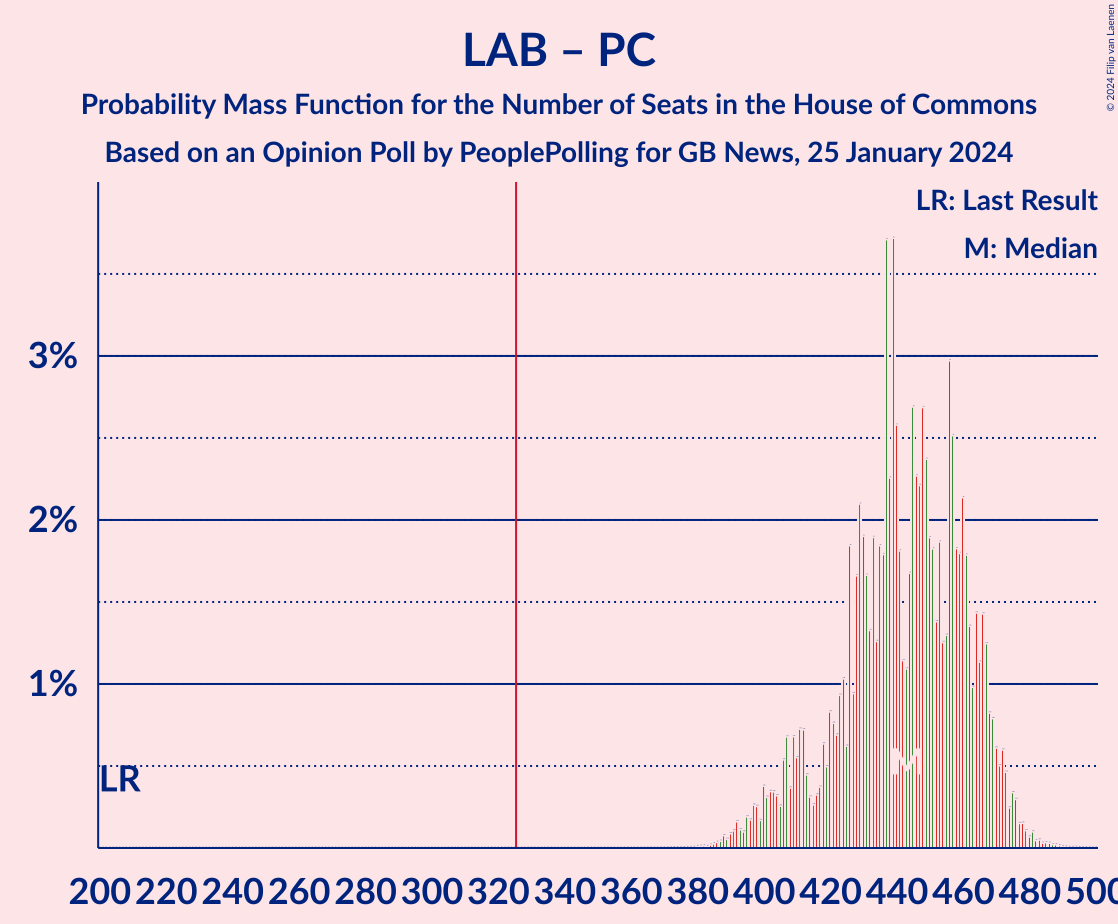 LAB – PC
Probability Mass Function for the Number of Seats in the House of Commons
Based on an Opinion Poll by PeoplePolling for GB News, 25 January 2024
© 2024 Filip van Laenen
LR: Last Result
M: Median
3%
2%
1%
LR
M
200 220 240 260 280 300 320 340 360 380 400 420 440 460 480 500